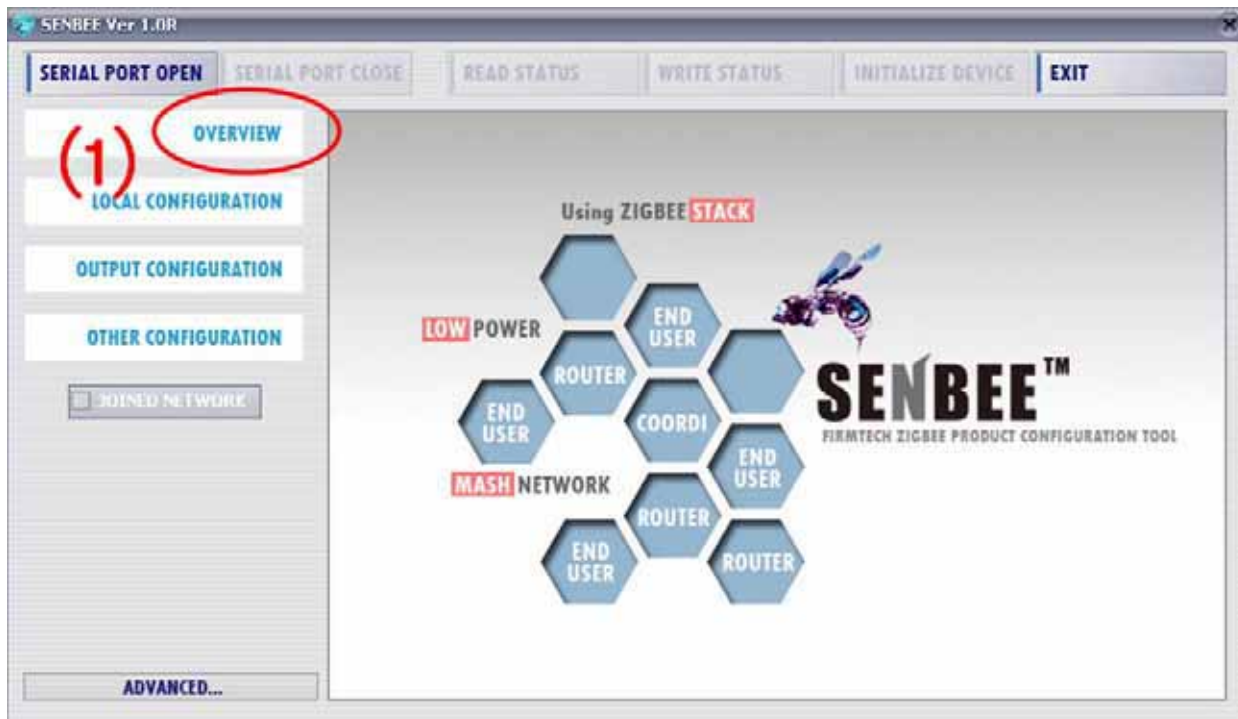 SENBEE Ver 1.0R
SERIAL PORT OPEN
SERIAL PORT CLOSE
READ STATUS
WRITE STATUS
INITIALIZE DEVICE
EXIT
(1)
OVERVIEW
LOCAL CONFIGURATION
OUTPUT CONFIGURATION
OTHER CONFIGURATION
JOINED NETWORK
ADVANCED...
Using ZIGBEE STACK
LOW POWER
MASH NETWORK
END
USER
ROUTER
END
USER
COORDI
END
USER
ROUTER
END
USER
ROUTER
SENBEE™
FIRMTECH ZIGBEE PRODUCT CONFIGURATION TOOL